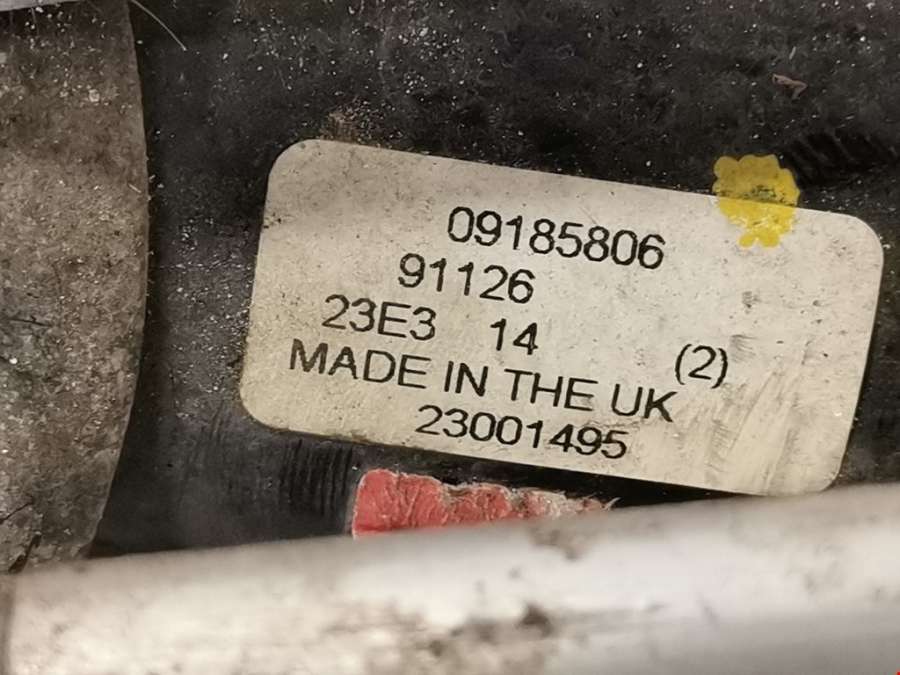 09185806
91126
23E3 14
(2)
MADE IN THE UK
23001495